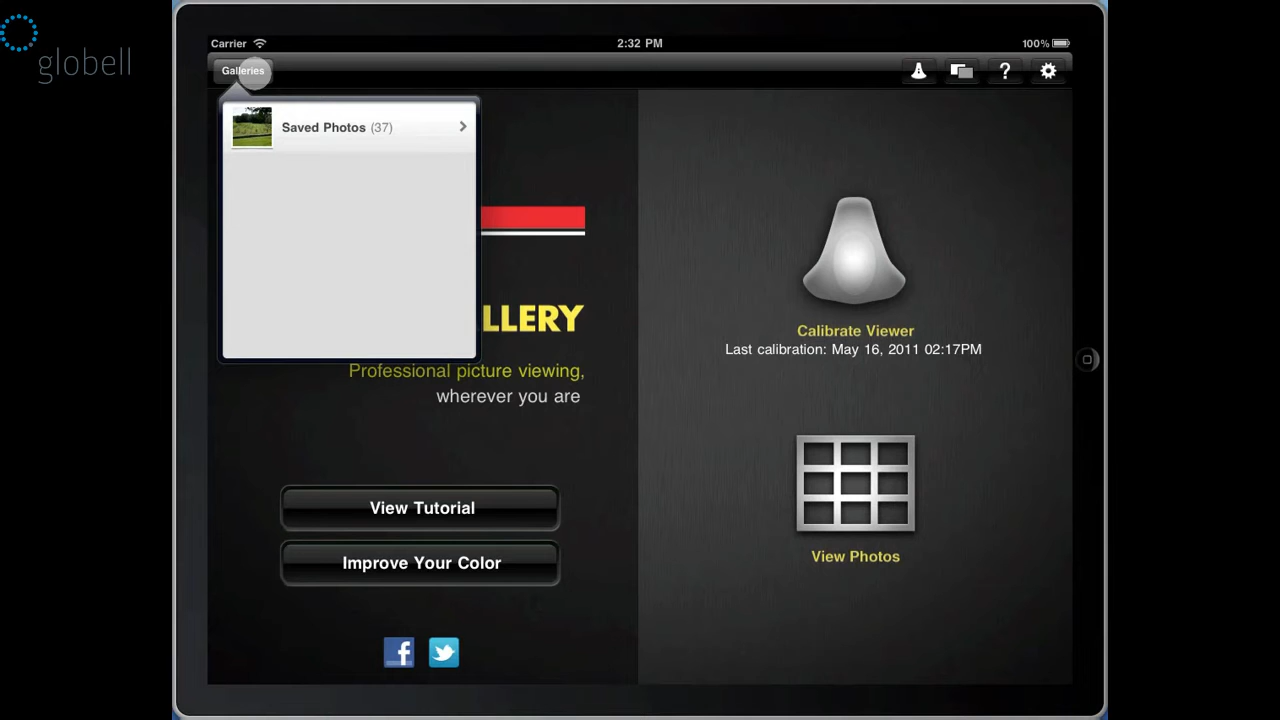 globell
Carrier
2:32 PM
100%
Galleries
?
Saved Photos (37)
LLERY
Professional picture viewing,
wherever you are
View Tutorial
Improve Your Color
f
Calibrate Viewer
Last calibration: May 16, 2011 02:17PM
View Photos